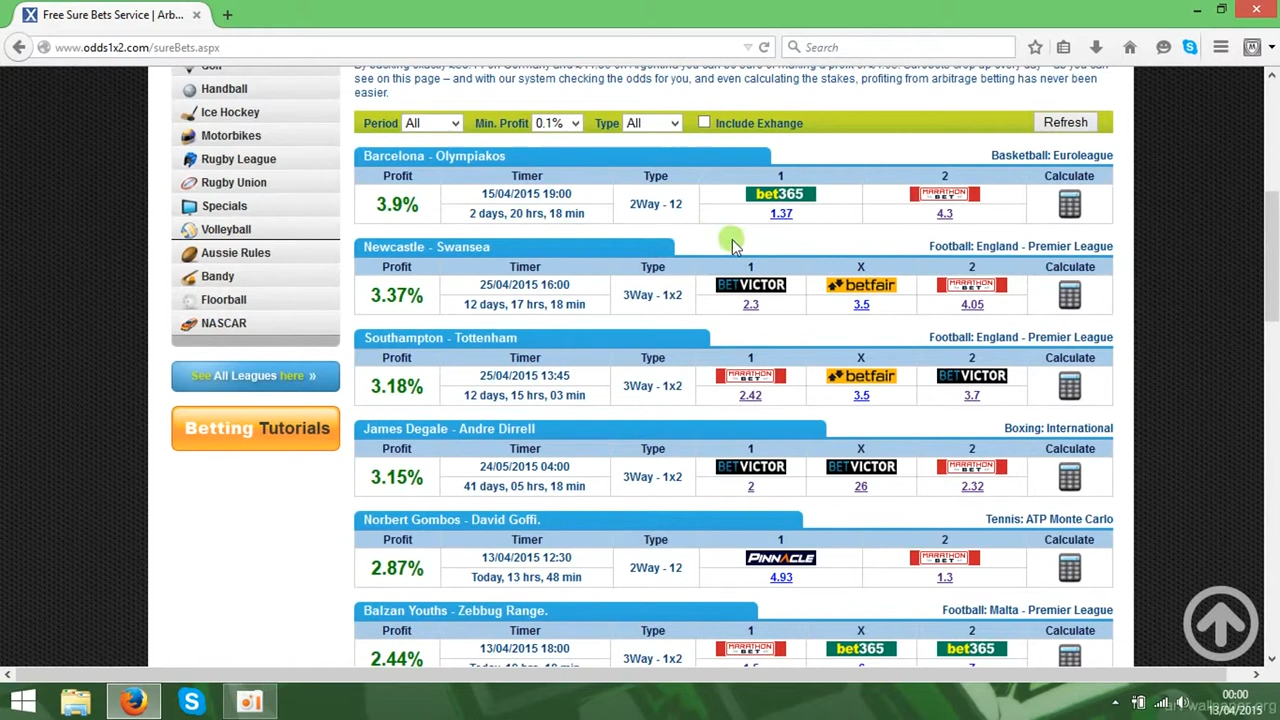 Free Sure Bets Service | Arb...
www.odds1x2.com/sureBets.aspx
Search
see on this page – and with our system checking the odds for you, and even calculating the stakes, profiting from arbitrage betting has never been
easier.
Handball
Ice Hockey
Motorbikes
Rugby League
Rugby Union
Specials
Volleyball
Aussie Rules
Bandy
Floorball
NASCAR
See All Leagues here »
Betting Tutorials
Period All Min. Profit 0.1% Type All Include Exhange Refresh
Barcelona - Olympiakos Basketball: Euroleague
Profit Timer Type 1 2 Calculate
3.9% 15/04/2015 19:00 2Way - 12 bet365 MARATHON BET
2 days, 20 hrs, 18 min 1.37 4.3
Newcastle - Swansea Football: England - Premier League
Profit Timer Type 1 X 2 Calculate
3.37% 25/04/2015 16:00 3Way - 1x2 BETVICTOR betfair MARATHON BET
12 days, 17 hrs, 18 min 2.3 3.5 4.05
Southampton - Tottenham Football: England - Premier League
Profit Timer Type 1 X 2 Calculate
3.18% 25/04/2015 13:45 3Way - 1x2 MARATHON BET betfair BETVICTOR
12 days, 15 hrs, 03 min 2.42 3.5 3.7
James Degale - Andre Dirrell Boxing: International
Profit Timer Type 1 X 2 Calculate
3.15% 24/05/2015 04:00 3Way - 1x2 BETVICTOR BETVICTOR MARATHON BET
41 days, 05 hrs, 18 min 2 26 2.32
Norbert Gombos - David Goffi. Tennis: ATP Monte Carlo
Profit Timer Type 1 2 Calculate
2.87% 13/04/2015 12:30 2Way - 12 PINNACLE MARATHON BET
Today, 13 hrs, 48 min 4.93 1.3
Balzan Youths - Zebbug Range. Football: Malta - Premier League
Profit Timer Type 1 X 2 Calculate
2.44% 13/04/2015 18:00 3Way - 1x2 MARATHON BET bet365 bet365
00:00
13/04/2015